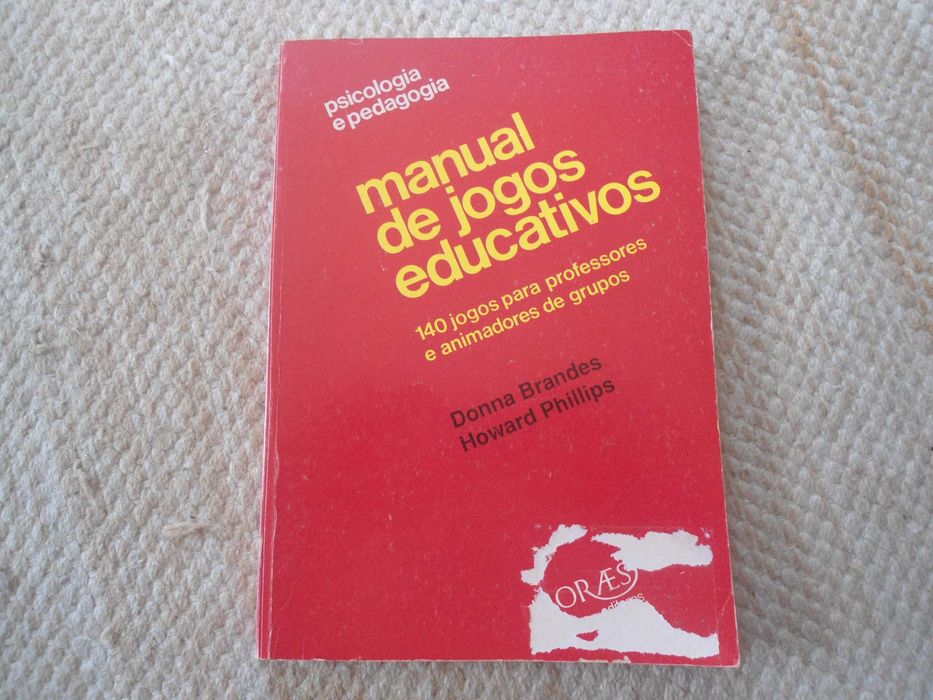 psicologia
e pedagogia
manual
de jogos
educativos
140 jogos para professores
e animadores de grupos
Donna Brandes
Howard Phillips
ORÆS